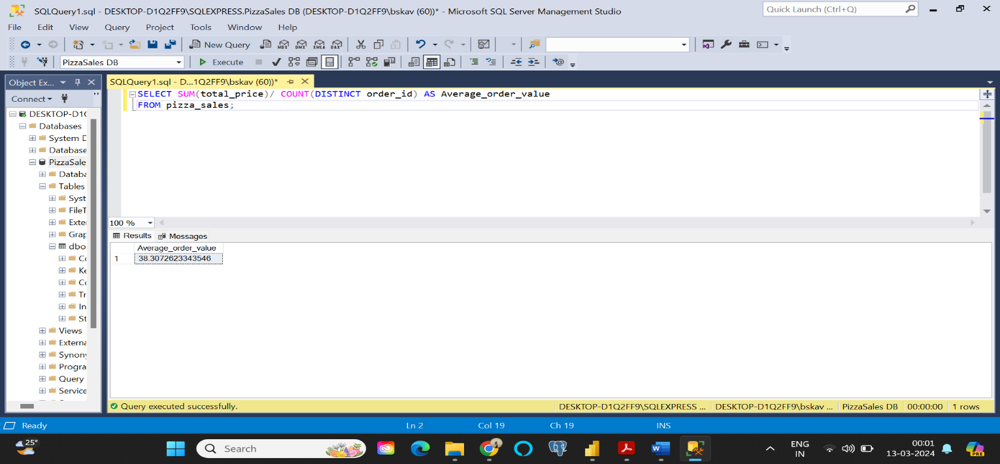 SQLQuery1.sql - DESKTOP-D1Q2FF9\SQLEXPRESS.PizzaSales DB (DESKTOP-D1Q2FF9\bskav (60))* - Microsoft SQL Server Management Studio
Quick Launch (Ctrl+Q)
File Edit View Query Project Tools Window Help
New Query MDX DMX XMLA DAX
PizzaSales DB Execute
Object Ex...
Connect
DESKTOP-D1(
Databases
System D
Database
PizzaSale
Databa
Tables
Syst
FileT
Exte
Grap
dbo
Co
Ke
Co
Tr
In
St
Views
Externa
Synony
Progra
Query
Service
SQLQuery1.sql - D...1Q2FF9\bskav (60))*
SELECT SUM(total_price)/ COUNT(DISTINCT order_id) AS Average_order_value
FROM pizza_sales;
100 %
Results Messages
Average_order_value
1 38.3072623343546
Query executed successfully.
DESKTOP-D1Q2FF9\SQLEXPRESS ... DESKTOP-D1Q2FF9\bskav ... PizzaSales DB 00:00:00 1 rows
Ready Ln 2 Col 19 Ch 19 INS
25°
Search
ENG
IN
00:01
13-03-2024
PRE